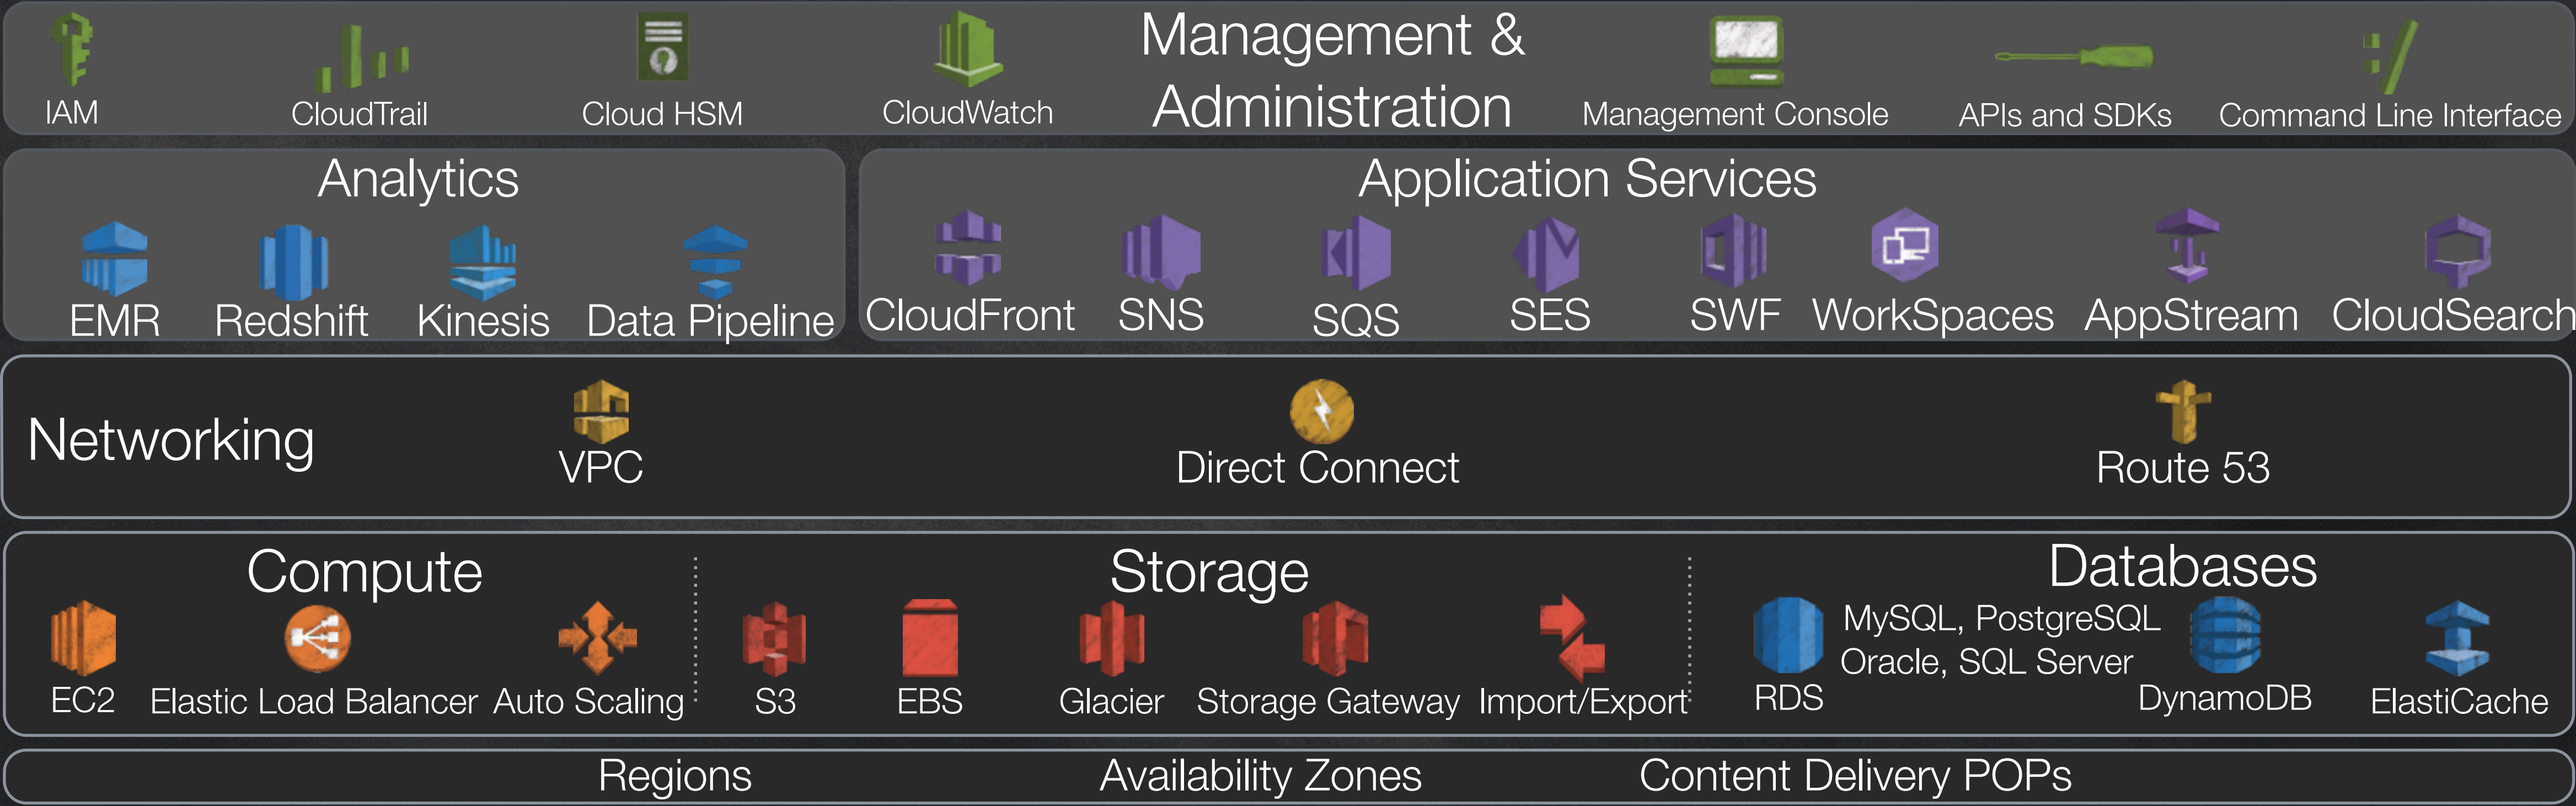 Management &
Administration
IAM
CloudTrail
Cloud HSM
CloudWatch
Management Console
APIs and SDKs
Command Line Interface
Analytics
EMR
Redshift
Kinesis
Data Pipeline
Application Services
CloudFront
SNS
SQS
SES
SWF
WorkSpaces
AppStream
CloudSearch
Networking
VPC
Direct Connect
Route 53
Compute
EC2
Elastic Load Balancer
Auto Scaling
Storage
S3
EBS
Glacier
Storage Gateway
Import/Export
Databases
MySQL, PostgreSQL
Oracle, SQL Server
RDS
DynamoDB
ElastiCache
Regions
Availability Zones
Content Delivery POPs